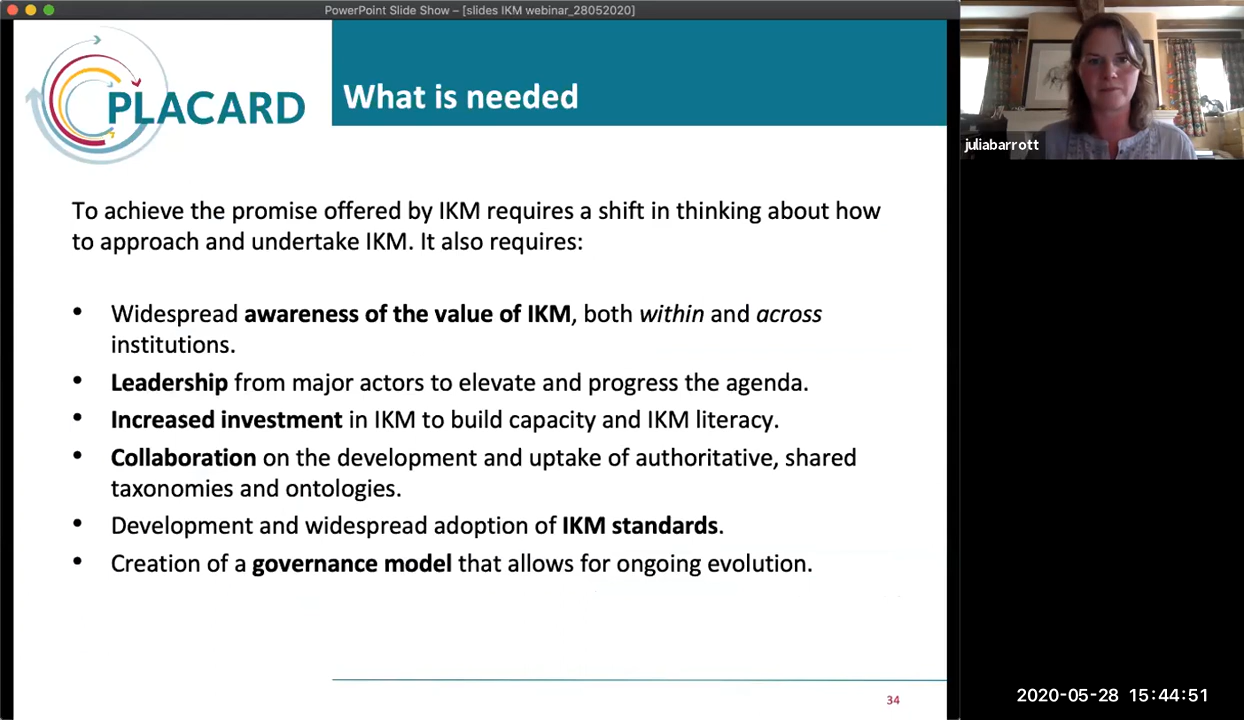 PowerPoint Slide Show – [slides IKM webinar_28052020]
PLACARD
What is needed
juliabarrott
To achieve the promise offered by IKM requires a shift in thinking about how
to approach and undertake IKM. It also requires:
• Widespread awareness of the value of IKM, both within and across
institutions.
• Leadership from major actors to elevate and progress the agenda.
• Increased investment in IKM to build capacity and IKM literacy.
• Collaboration on the development and uptake of authoritative, shared
taxonomies and ontologies.
• Development and widespread adoption of IKM standards.
• Creation of a governance model that allows for ongoing evolution.
34
2020-05-28 15:44:51